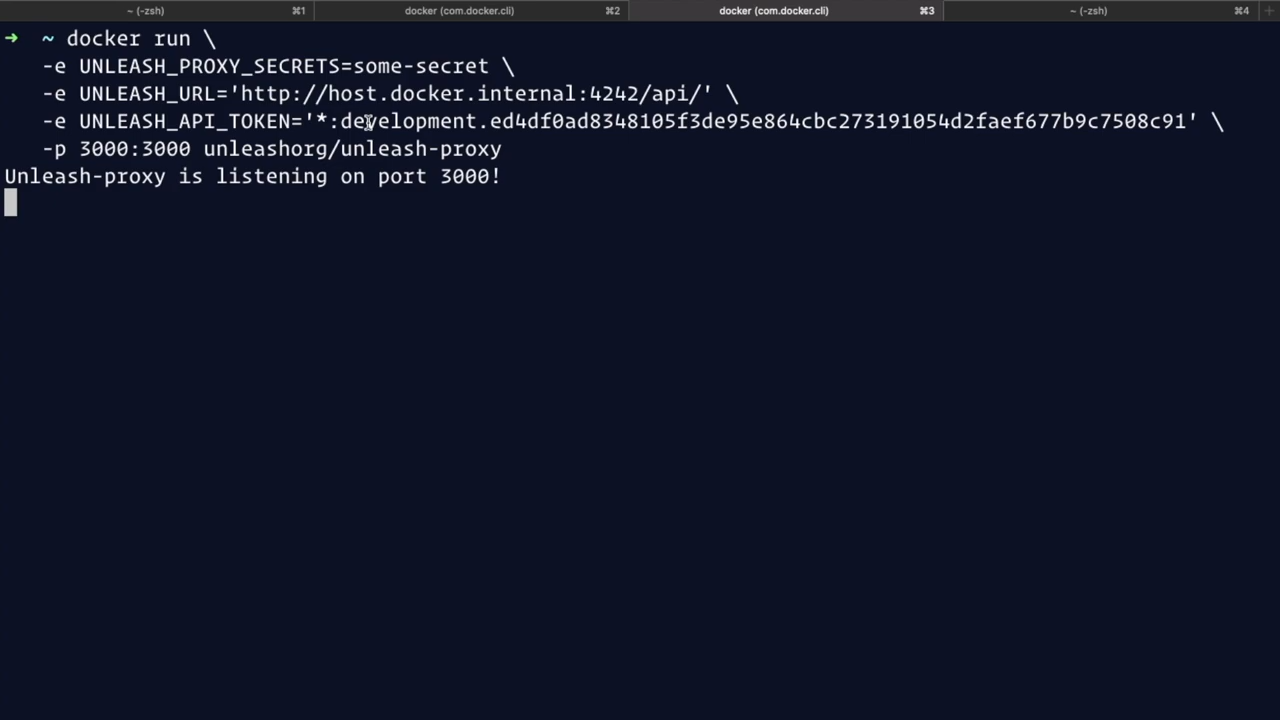 ~ (-zsh) ⌘1 docker (com.docker.cli) ⌘2 docker (com.docker.cli) ⌘3 ~ (-zsh) ⌘4 +
→ ~ docker run \
-e UNLEASH_PROXY_SECRETS=some-secret \
-e UNLEASH_URL='http://host.docker.internal:4242/api/' \
-e UNLEASH_API_TOKEN='*:development.ed4df0ad8348105f3de95e864cbc273191054d2faef677b9c7508c91' \
-p 3000:3000 unleashorg/unleash-proxy
Unleash-proxy is listening on port 3000!